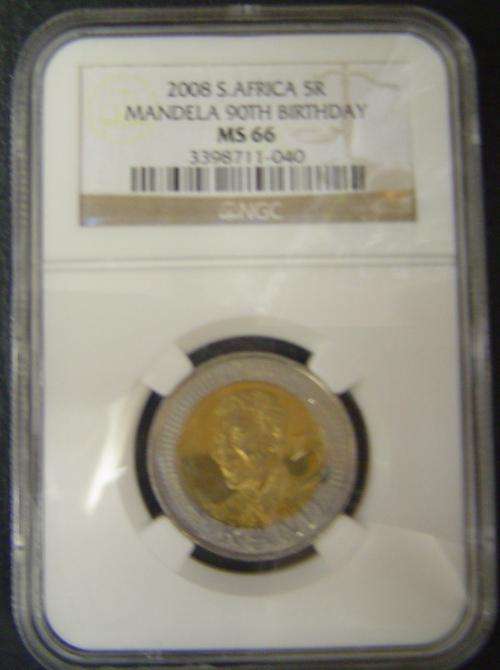 2008 S.AFRICA 5R
MANDELA 90TH BIRTHDAY
MS 66
3398711-040
NGC